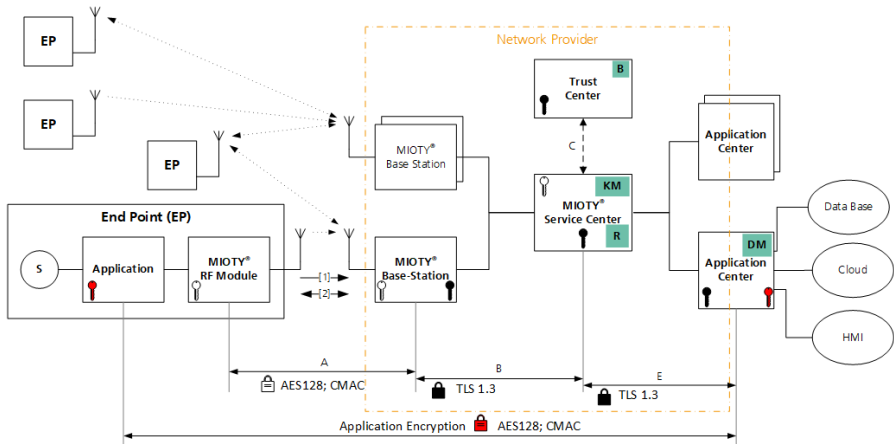 Network Provider
EP
B
Trust
Center
EP
Application
Center
MIOTY®
Base Station
C
EP
KM
MIOTY®
Service Center
R
End Point (EP)
Data Base
DM
S
Application
MIOTY®
RF Module
[1]
[2]
MIOTY®
Base-Station
Application
Center
Cloud
HMI
A
B
E
AES128; CMAC
TLS 1.3
TLS 1.3
Application Encryption AES128; CMAC